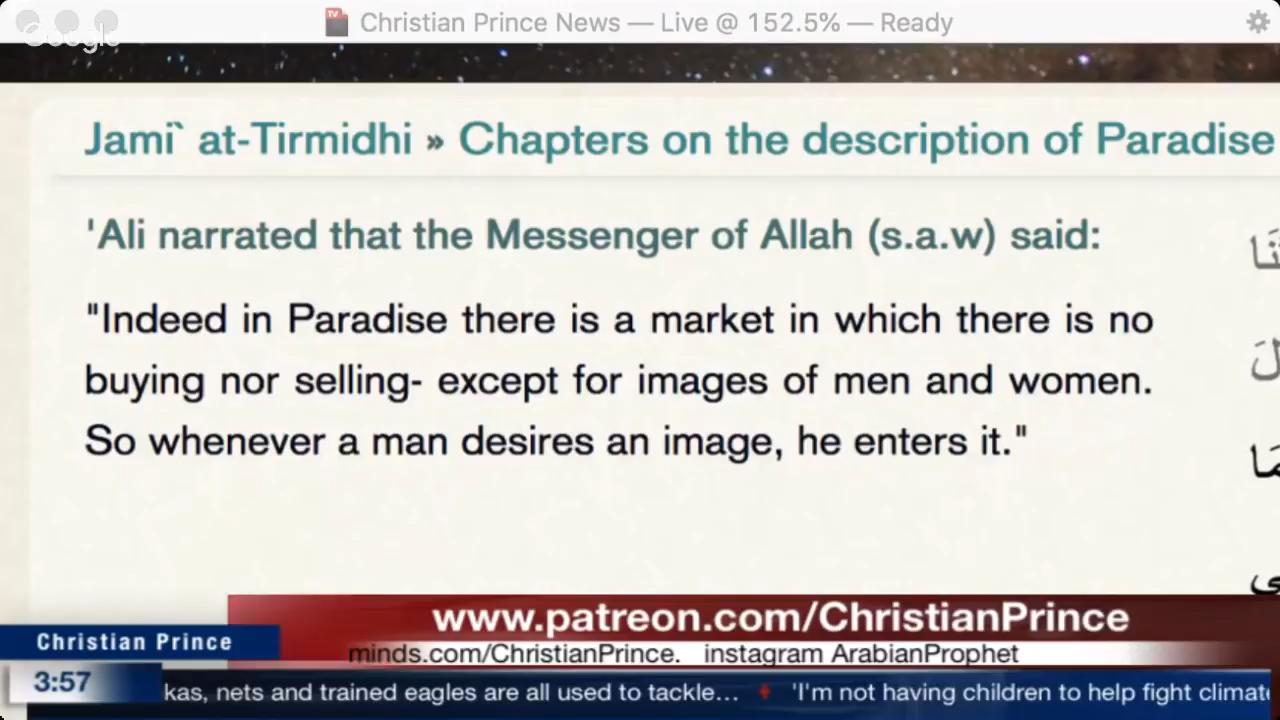 Christian Prince News — Live @ 152.5% — Ready
Google
Jami` at-Tirmidhi » Chapters on the description of Paradise
'Ali narrated that the Messenger of Allah (s.a.w) said:
"Indeed in Paradise there is a market in which there is no
buying nor selling- except for images of men and women.
So whenever a man desires an image, he enters it."
www.patreon.com/ChristianPrince
Christian Prince
minds.com/ChristianPrince. instagram ArabianProphet
3:57
kas, nets and trained eagles are all used to tackle... 'I'm not having children to help fight climat